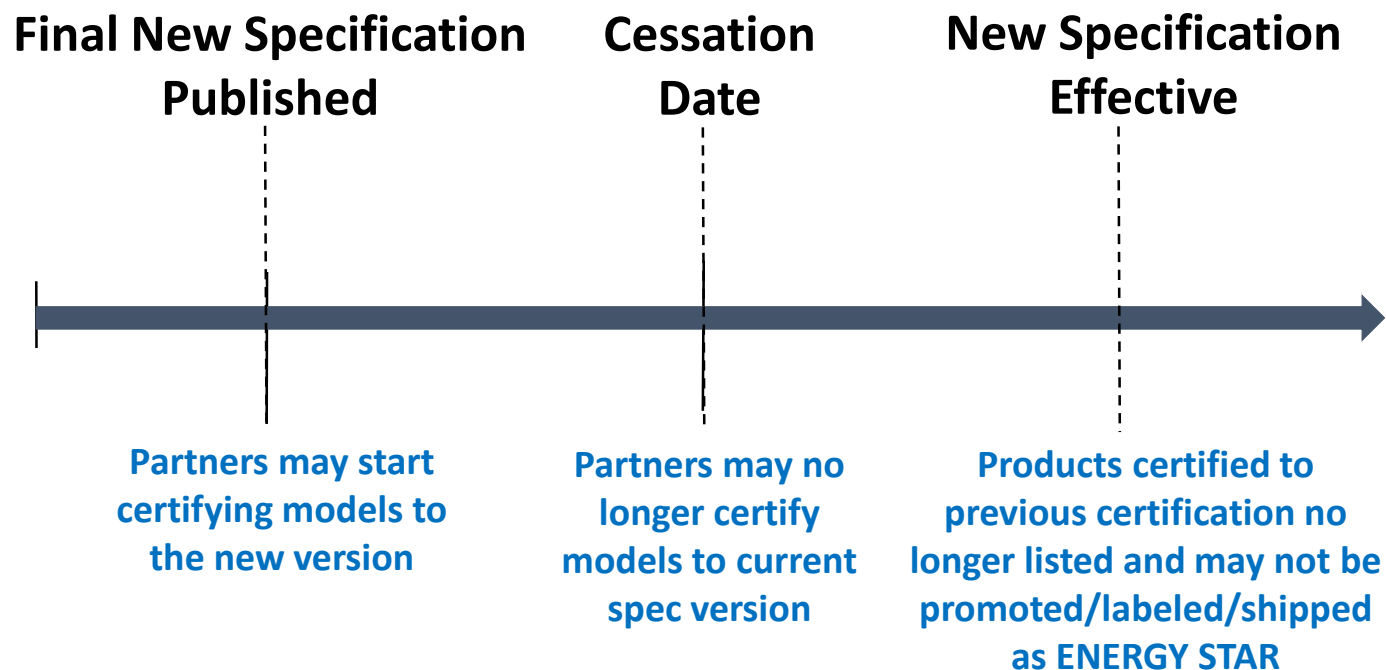 Final New Specification
Published
Cessation
Date
New Specification
Effective
Partners may start
certifying models to
the new version
Partners may no
longer certify
models to current
spec version
Products certified to
previous certification no
longer listed and may not be
promoted/labeled/shipped
as ENERGY STAR